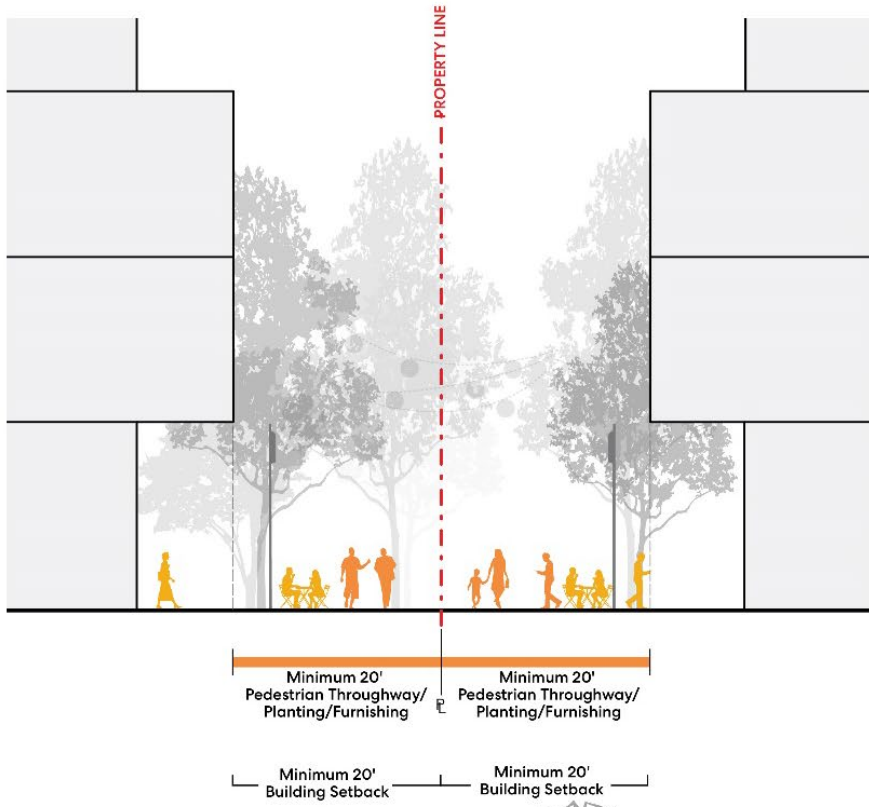 PROPERTY LINE
Minimum 20'
Pedestrian Throughway/
Planting/Furnishing
PL
Minimum 20'
Pedestrian Throughway/
Planting/Furnishing
Minimum 20'
Building Setback
Minimum 20'
Building Setback